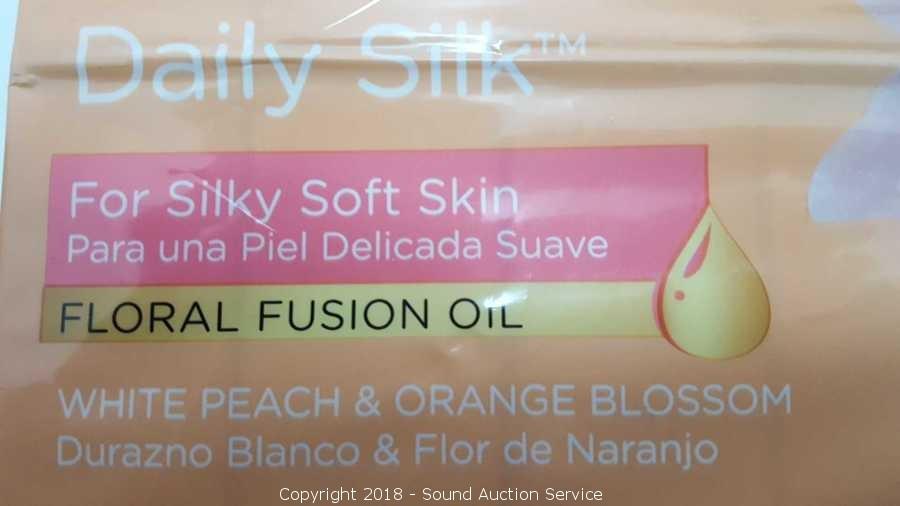 Daily Silk™
For Silky Soft Skin
Para una Piel Delicada Suave
FLORAL FUSION OIL
WHITE PEACH & ORANGE BLOSSOM
Durazno Blanco & Flor de Naranjo
Copyright 2018 - Sound Auction Service